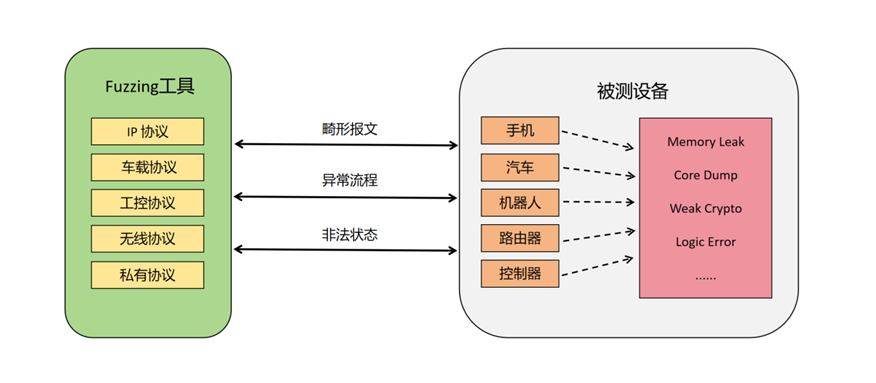 Fuzzing工具
IP 协议
车载协议
工控协议
无线协议
私有协议
畸形报文
异常流程
非法状态
被测设备
手机
汽车
机器人
路由器
控制器
Memory Leak
Core Dump
Weak Crypto
Logic Error
......